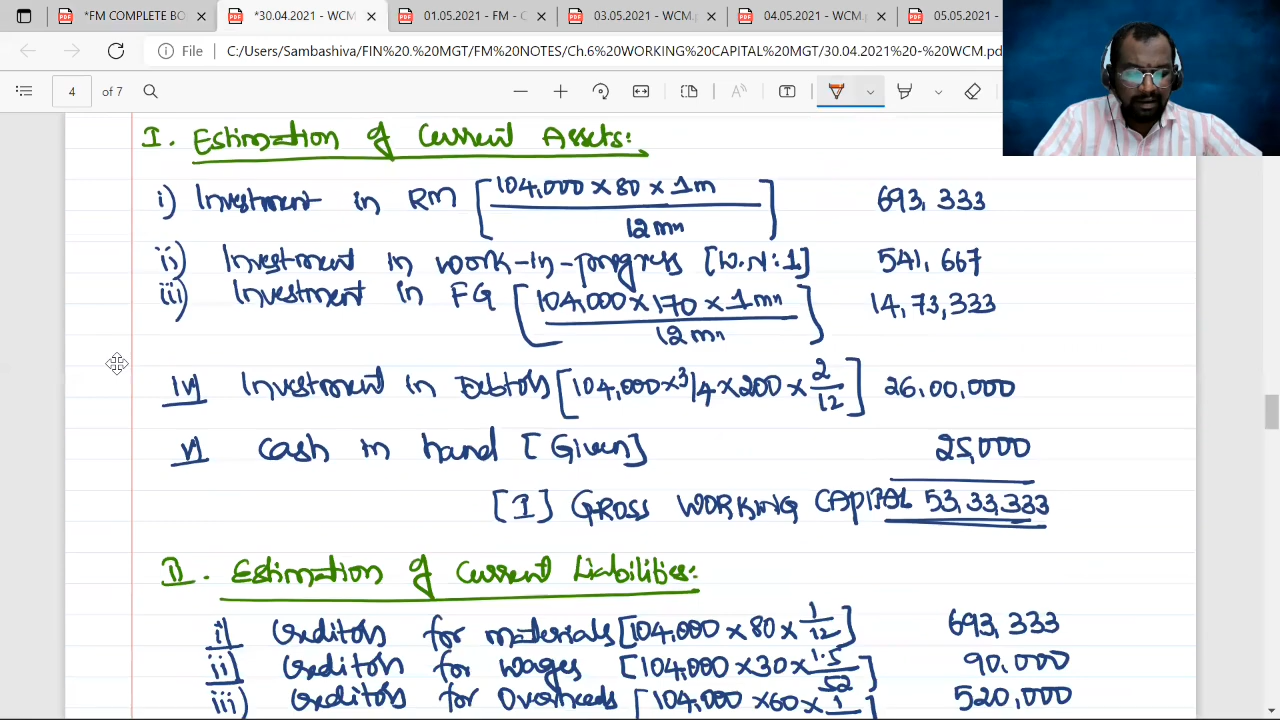 *FM COMPLETE BO
*30.04.2021 - WCM
01.05.2021 - FM - C
03.05.2021 - WCM.p
04.05.2021 - WCM.
05.05.2021 -
File C:/Users/Sambashiva/FIN%20.%20MGT/FM%20NOTES/Ch.6%20WORKING%20CAPITAL%20MGT/30.04.2021%20-%20WCM.pd
4 of 7
I. Estimation of Current Assets:
i) Investment in RM [104,000 × 80 × 1m / 12mn] 693,333
ii) Investment in work-in-progress [W.N:1] 541,667
iii) Investment in FG [104,000 × 170 × 1mn / 12mn] 14,73,333
iv) Investment in Debtors [104,000 × 3/4 × 200 × 2/12] 26,00,000
v) Cash in hand [Given] 25,000
[I] GROSS WORKING CAPITAL 53,33,333
II. Estimation of Current Liabilities:
i) Creditors for materials [104,000 × 80 × 1/12] 693,333
ii) Creditors for wages [104,000 × 30 × 1.5/52] 90,000
iii) Creditors for Overheads [104,000 × 60 × 1 520,000